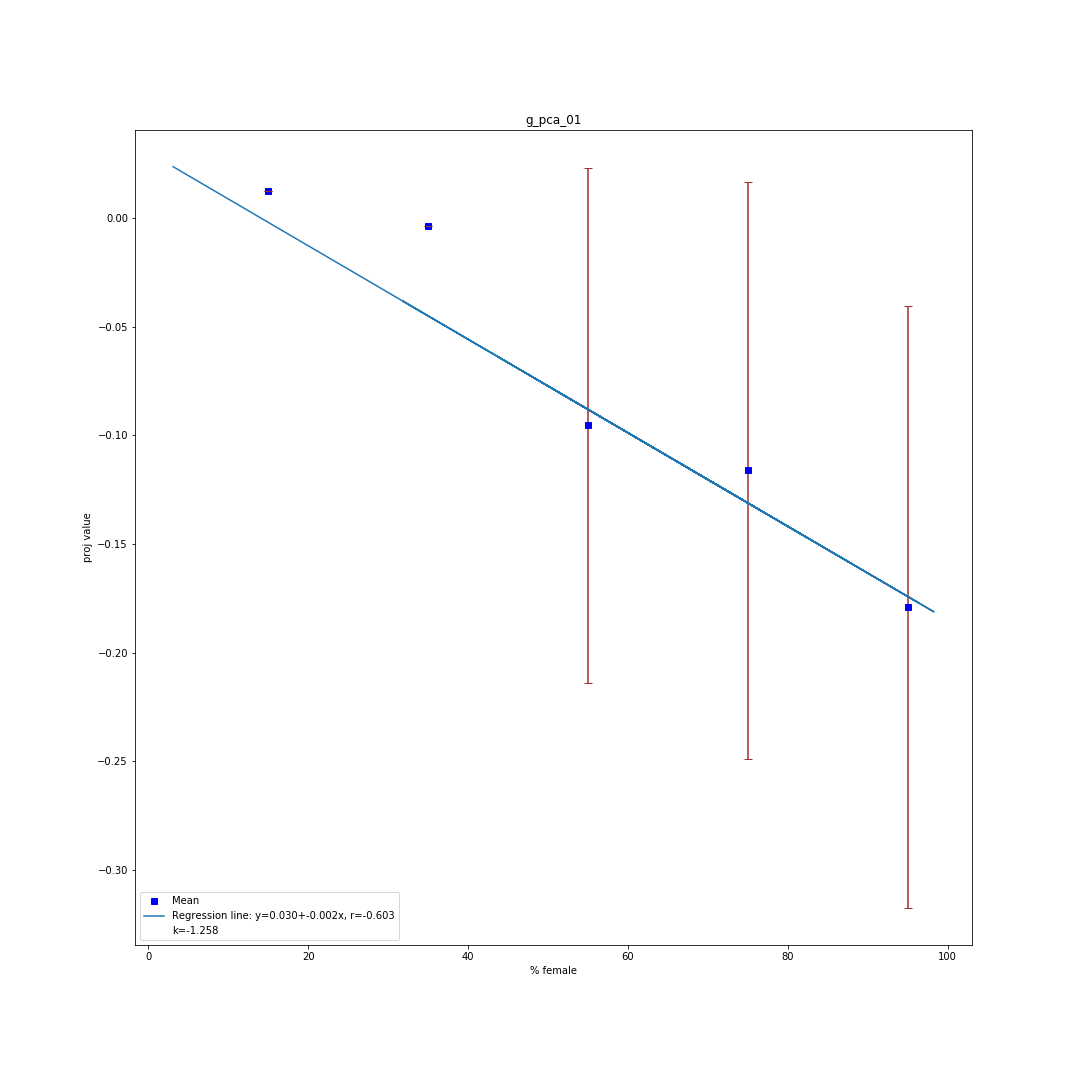 g_pca_01
0.00
−0.05
−0.10
−0.15
−0.20
−0.25
−0.30
proj value
Mean
Regression line: y=0.030+-0.002x, r=-0.603
k=-1.258
0 20 40 60 80 100
% female